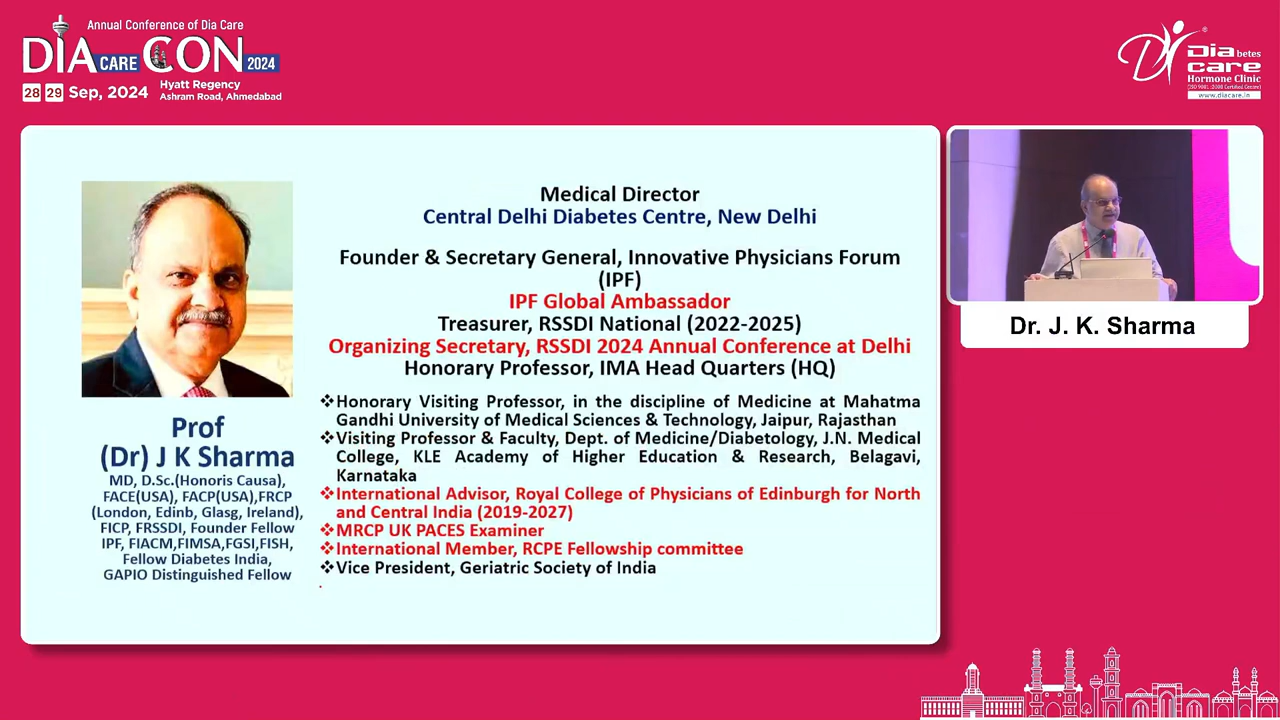 Annual Conference of Dia Care
DIA CARE CON 2024
28 29 Sep, 2024
Hyatt Regency
Ashram Road, Ahmedabad
Diabetes
care
Hormone Clinic
(ISO 9001 : 2008 Certified Centre)
www.diacare.in
Medical Director
Central Delhi Diabetes Centre, New Delhi
Founder & Secretary General, Innovative Physicians Forum
(IPF)
IPF Global Ambassador
Treasurer, RSSDI National (2022-2025)
Organizing Secretary, RSSDI 2024 Annual Conference at Delhi
Honorary Professor, IMA Head Quarters (HQ)
❖Honorary Visiting Professor, in the discipline of Medicine at Mahatma
Gandhi University of Medical Sciences & Technology, Jaipur, Rajasthan
❖Visiting Professor & Faculty, Dept. of Medicine/Diabetology, J.N. Medical
College, KLE Academy of Higher Education & Research, Belagavi,
Karnataka
❖International Advisor, Royal College of Physicians of Edinburgh for North
and Central India (2019-2027)
❖MRCP UK PACES Examiner
❖International Member, RCPE Fellowship committee
❖Vice President, Geriatric Society of India
.
Prof
(Dr) J K Sharma
MD, D.Sc.(Honoris Causa),
FACE(USA), FACP(USA),FRCP
(London, Edinb, Glasg, Ireland),
FICP, FRSSDI, Founder Fellow
IPF, FIACM,FIMSA,FGSI,FISH,
Fellow Diabetes India,
GAPIO Distinguished Fellow
Dr. J. K. Sharma